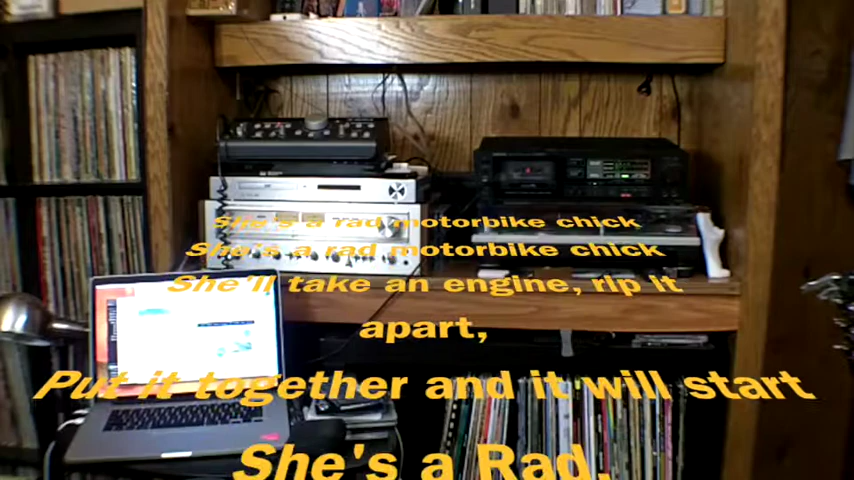 She's a rad motorbike chick
She's a rad motorbike chick
She'll take an engine, rip it
apart,
Put it together and it will start
She's a Rad,